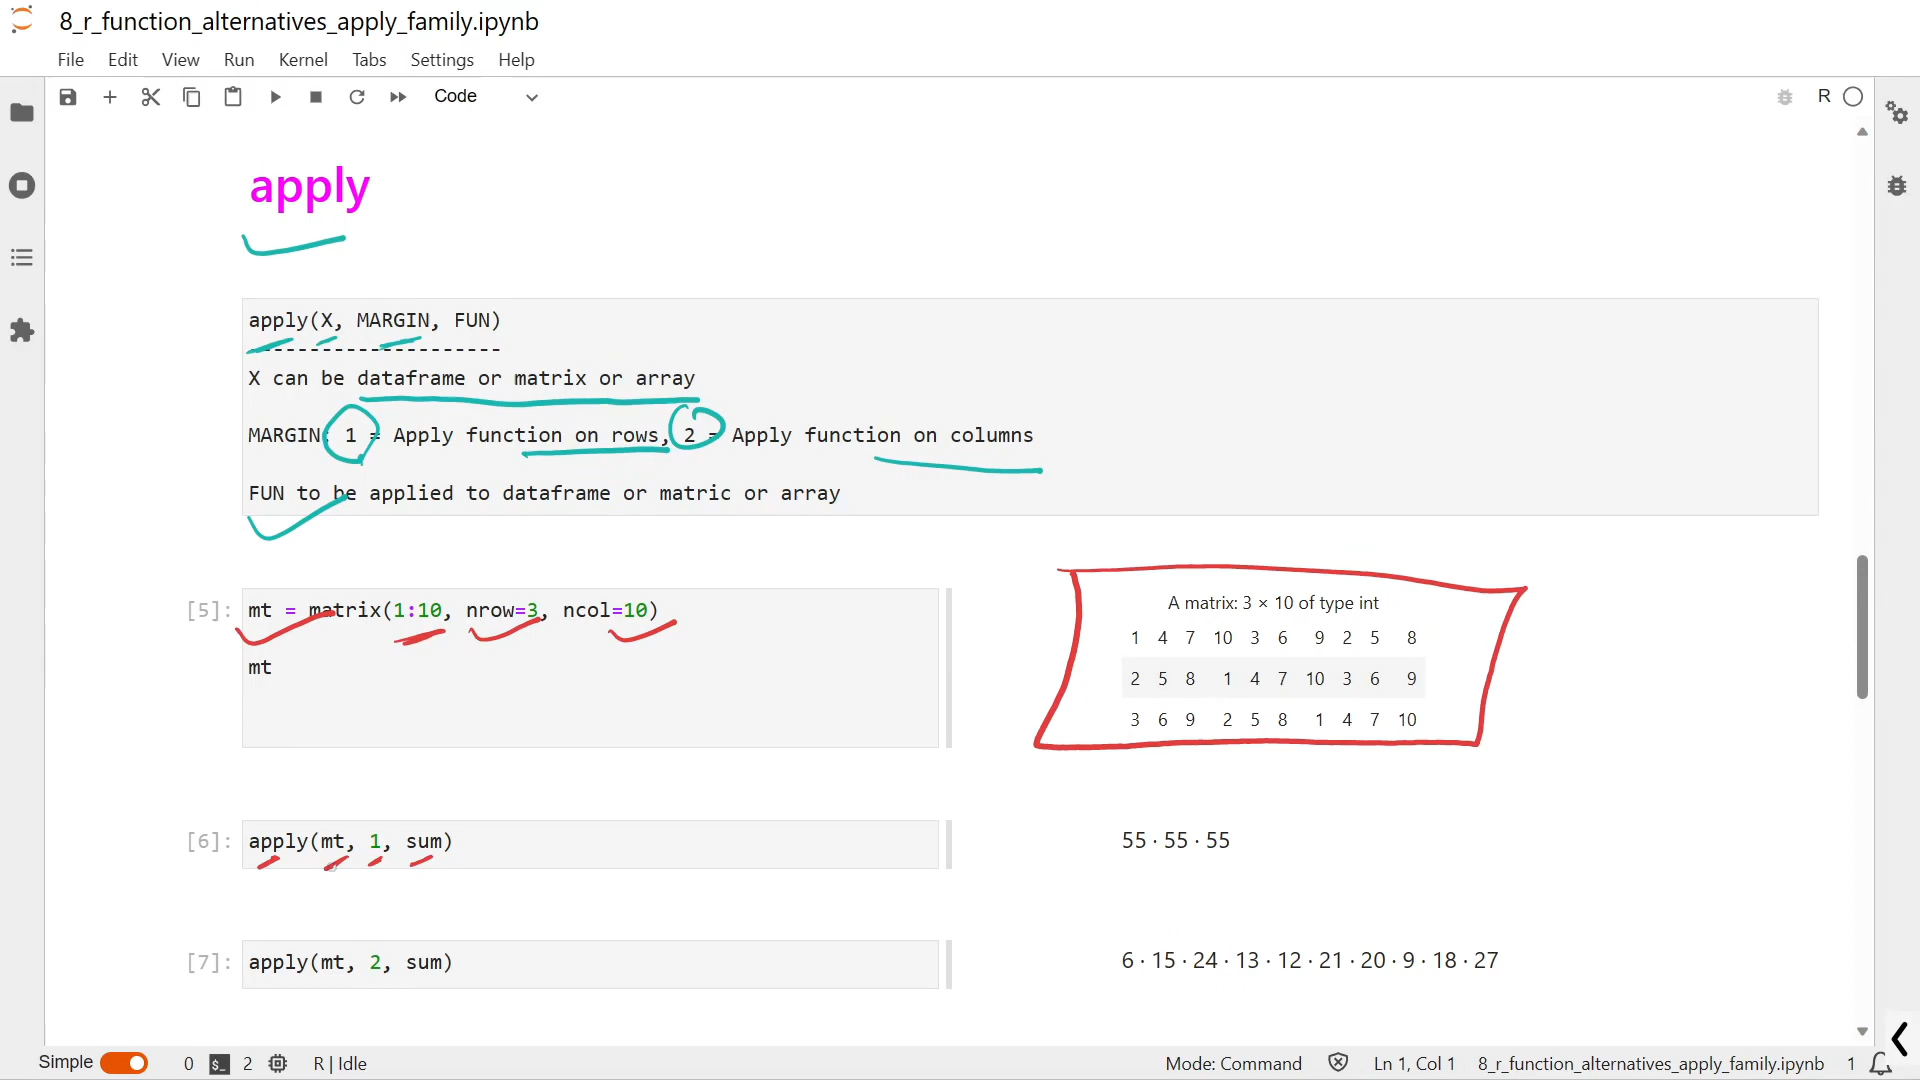 8_r_function_alternatives_apply_family.ipynb
File Edit View Run Kernel Tabs Settings Help
Code R
apply
apply(X, MARGIN, FUN)
---------------------
X can be dataframe or matrix or array
MARGIN: 1 = Apply function on rows, 2 = Apply function on columns
FUN to be applied to dataframe or matric or array
[5]: mt = matrix(1:10, nrow=3, ncol=10)
mt
A matrix: 3 × 10 of type int
1 4 7 10 3 6 9 2 5 8
2 5 8 1 4 7 10 3 6 9
3 6 9 2 5 8 1 4 7 10
[6]: apply(mt, 1, sum)
55 · 55 · 55
[7]: apply(mt, 2, sum)
6 · 15 · 24 · 13 · 12 · 21 · 20 · 9 · 18 · 27
Simple 0 $_ 2 R | Idle Mode: Command Ln 1, Col 1 8_r_function_alternatives_apply_family.ipynb 1